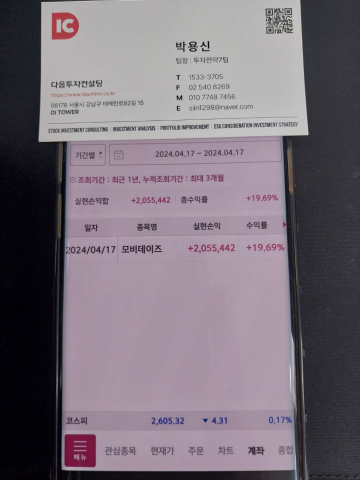 IC
박용신
팀장 : 투자전략7팀
다음투자컨설팅
06178 서울시 강남구 테헤란로82길 15
DI TOWER
T 1533-3705
F 02 540 8269
M 010 7748 7456
E siin1298@naver.com
STOCK INVESTMENT CONSULTING INVESTMENT ANALYSIS PORTFOLIO IMPROVEMENT ESG CONSIDERATION INVESTMENT STRATEGY
기간별 2024.04.17 ~ 2024.04.17
조회기간 : 최근 1년, 누적조회기간 : 최대 3개월
실현손익합 +2,055,442 총수익률 +19.69%
일자 종목명 실현손익 수익률
2024/04/17 모비데이즈 +2,055,442 +19.69%
코스피 2,605.32 ▼ 4.31 0.17%
메뉴 관심종목 현재가 주문 차트 계좌 종합